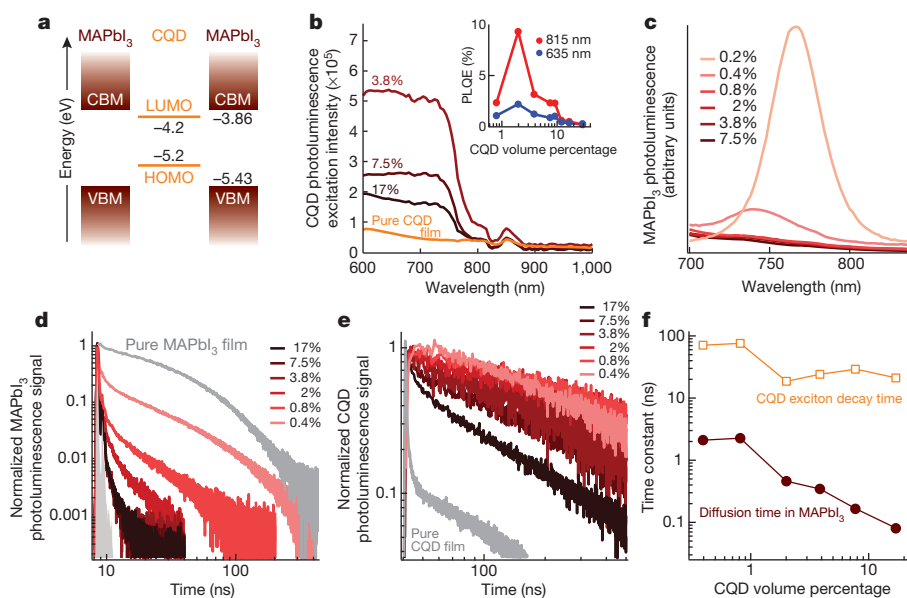 a
MAPbI3 CQD MAPbI3
Energy (eV)
CBM LUMO CBM
−4.2 −3.86
−5.2
HOMO −5.43
VBM VBM
b
CQD photoluminescence
excitation intensity (×10⁵)
7
6
5
4
3
2
1
0
3.8%
7.5%
17%
Pure CQD
film
600 700 800 900 1,000
Wavelength (nm)
PLQE (%)
10
5
0
815 nm
635 nm
1 10
CQD volume percentage
c
MAPbI3 photoluminescence
(arbitrary units)
0.2%
0.4%
0.8%
2%
3.8%
7.5%
700 750 800
Wavelength (nm)
d
Normalized MAPbI3
photoluminescence signal
1
0.1
0.01
0.001
Pure MAPbI3 film
17%
7.5%
3.8%
2%
0.8%
0.4%
10 100
Time (ns)
e
Normalized CQD
photoluminescence signal
1
0.1
17%
7.5%
3.8%
2%
0.8%
0.4%
Pure
CQD film
100
Time (ns)
f
Time constant (ns)
100
10
1
0.1
CQD exciton decay time
Diffusion time in MAPbI3
1 10
CQD volume percentage